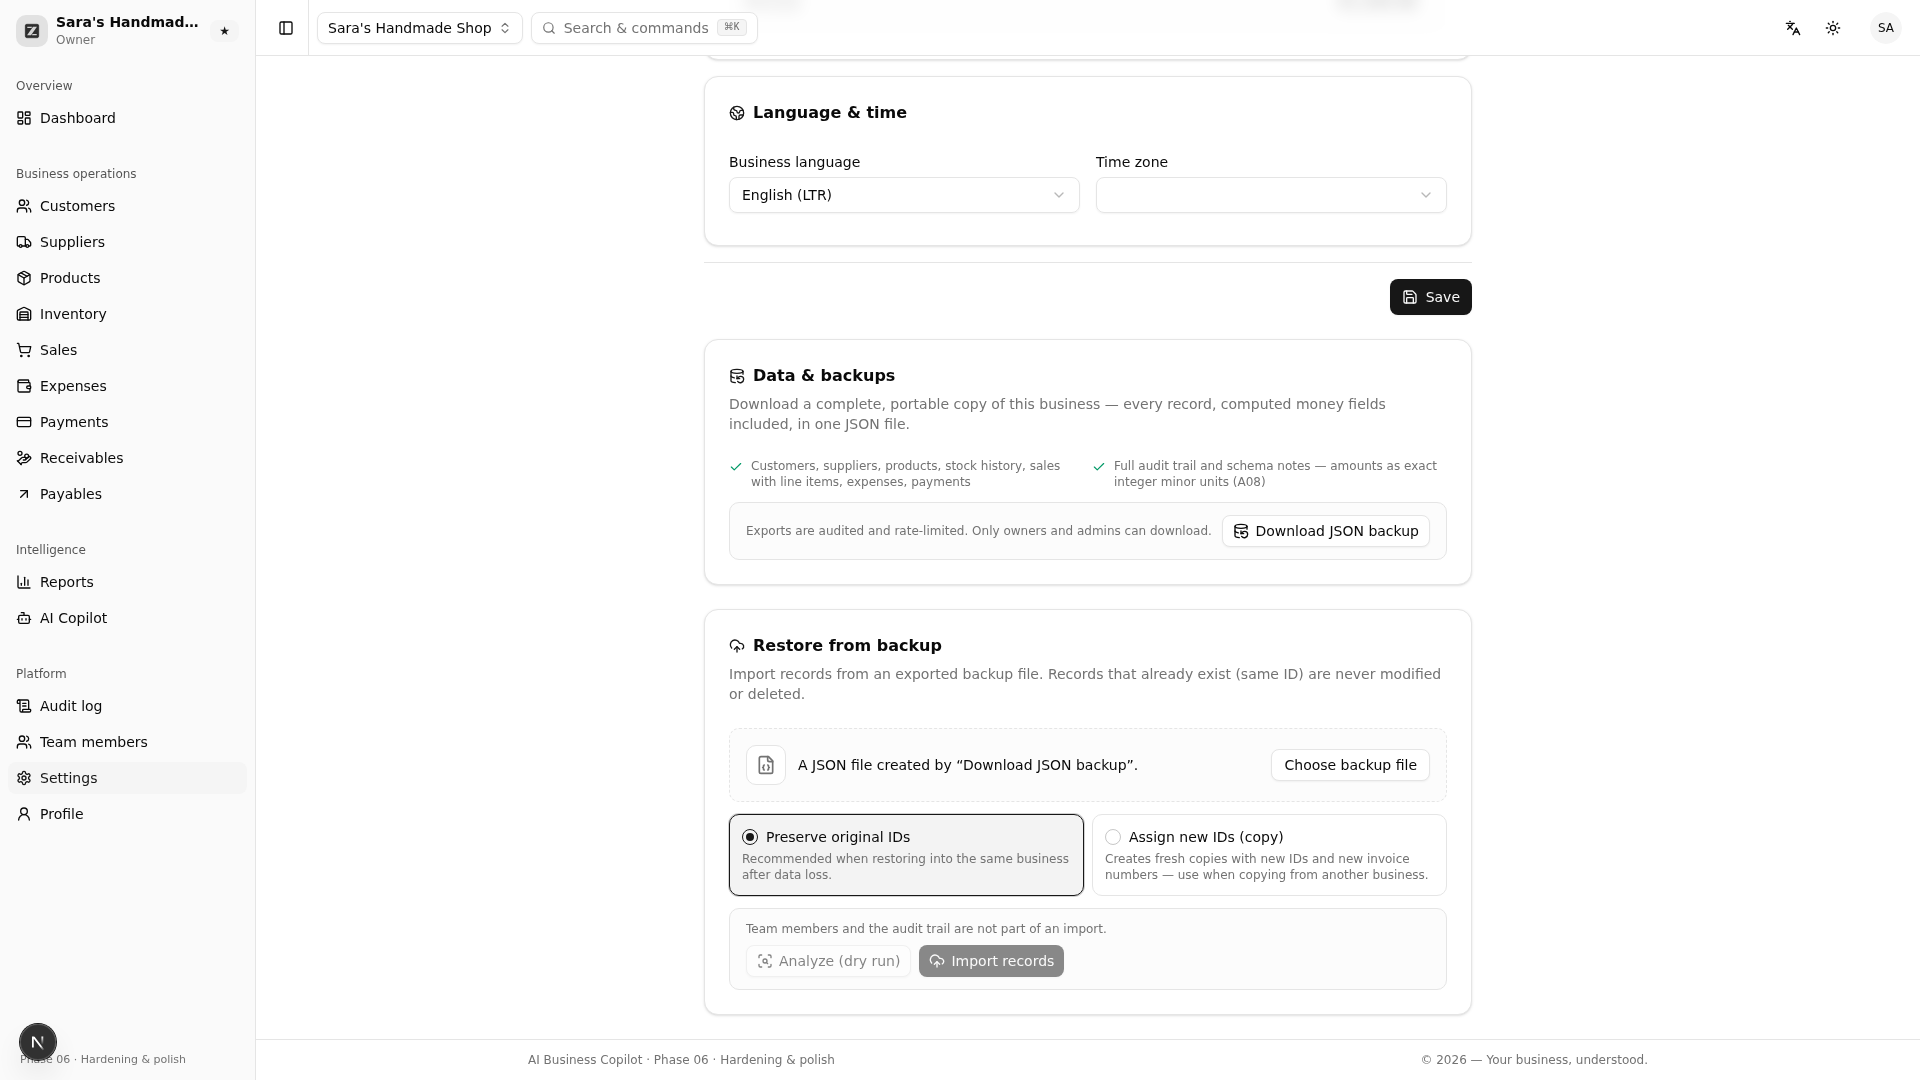 Sara's Handmad...
Owner
★
Overview
Dashboard
Business operations
Customers
Suppliers
Products
Inventory
Sales
Expenses
Payments
Receivables
Payables
Intelligence
Reports
AI Copilot
Platform
Audit log
Team members
Settings
Profile
N
Phase 06 · Hardening & polish
Sara's Handmade Shop
Search & commands ⌘K
SA
Language & time
Business language
English (LTR)
Time zone
Save
Data & backups
Download a complete, portable copy of this business — every record, computed money fields
included, in one JSON file.
Customers, suppliers, products, stock history, sales
with line items, expenses, payments
Full audit trail and schema notes — amounts as exact
integer minor units (A08)
Exports are audited and rate-limited. Only owners and admins can download.
Download JSON backup
Restore from backup
Import records from an exported backup file. Records that already exist (same ID) are never modified
or deleted.
A JSON file created by “Download JSON backup”.
Choose backup file
Preserve original IDs
Recommended when restoring into the same business
after data loss.
Assign new IDs (copy)
Creates fresh copies with new IDs and new invoice
numbers — use when copying from another business.
Team members and the audit trail are not part of an import.
Analyze (dry run)
Import records
AI Business Copilot · Phase 06 · Hardening & polish
© 2026 — Your business, understood.